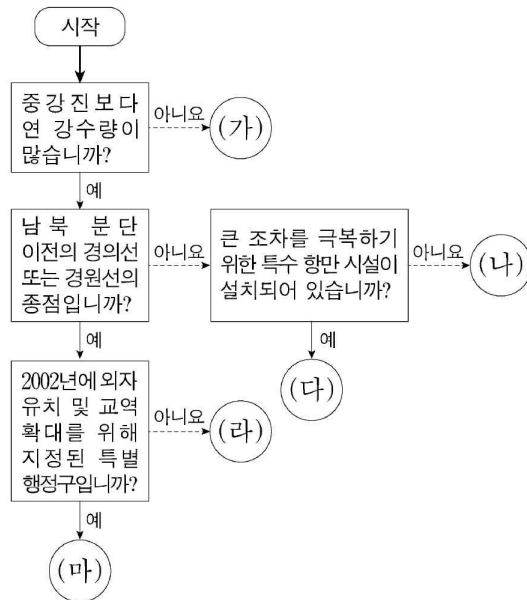 시작
중강진보다
연 강수량이
많습니까?
아니요
(가)
예
남북 분단
이전의 경의선
또는 경원선의
종점입니까?
아니요
큰 조차를 극복하기
위한 특수 항만 시설이
설치되어 있습니까?
아니요
(나)
예
예
(다)
2002년에 외자
유치 및 교역
확대를 위해
지정된 특별
행정구입니까?
아니요
(라)
예
(마)